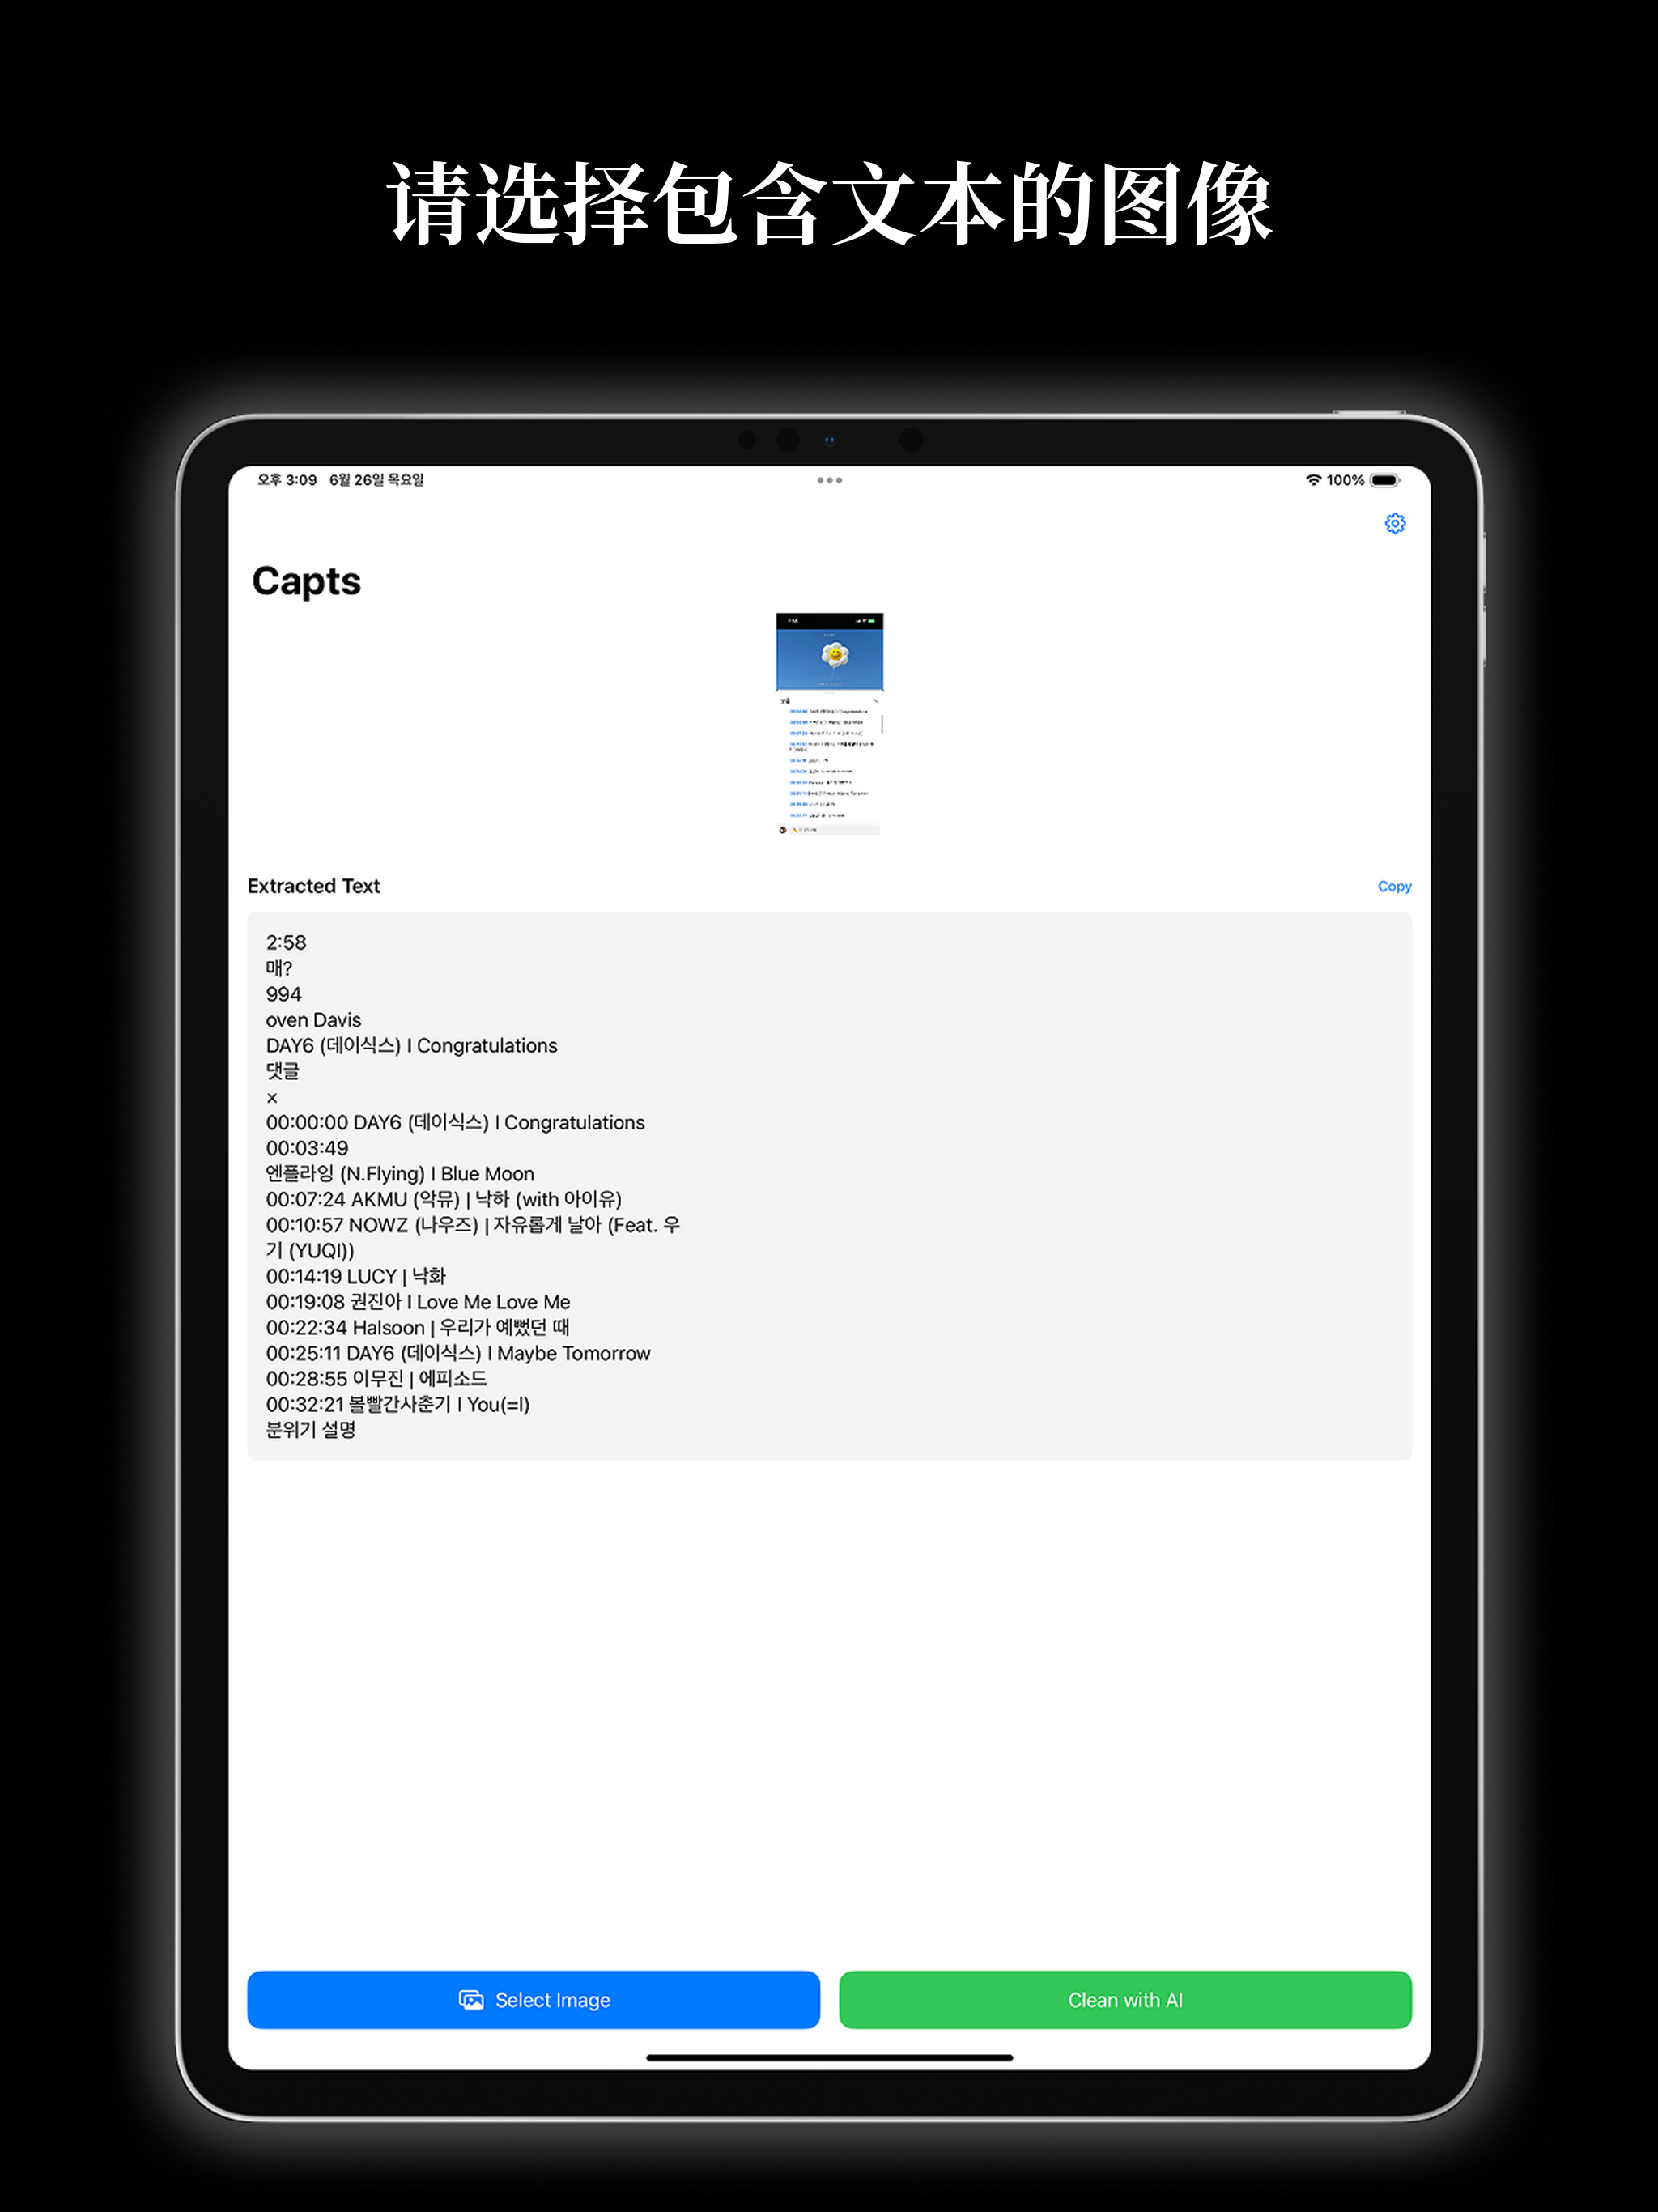 请选择包含文本的图像
오후 3:09 6월 26일 목요일
100%
Capts
Extracted Text
Copy
2:58
매?
994
oven Davis
DAY6 (데이식스) I Congratulations
댓글
×
00:00:00 DAY6 (데이식스) I Congratulations
00:03:49
엔플라잉 (N.Flying) I Blue Moon
00:07:24 AKMU (악뮤) | 낙하 (with 아이유)
00:10:57 NOWZ (나우즈) | 자유롭게 날아 (Feat. 우
기 (YUQI))
00:14:19 LUCY | 낙화
00:19:08 권진아 I Love Me Love Me
00:22:34 Halsoon | 우리가 예뻤던 때
00:25:11 DAY6 (데이식스) I Maybe Tomorrow
00:28:55 이무진 | 에피소드
00:32:21 볼빨간사춘기 I You(=I)
분위기 설명
Select Image
Clean with AI